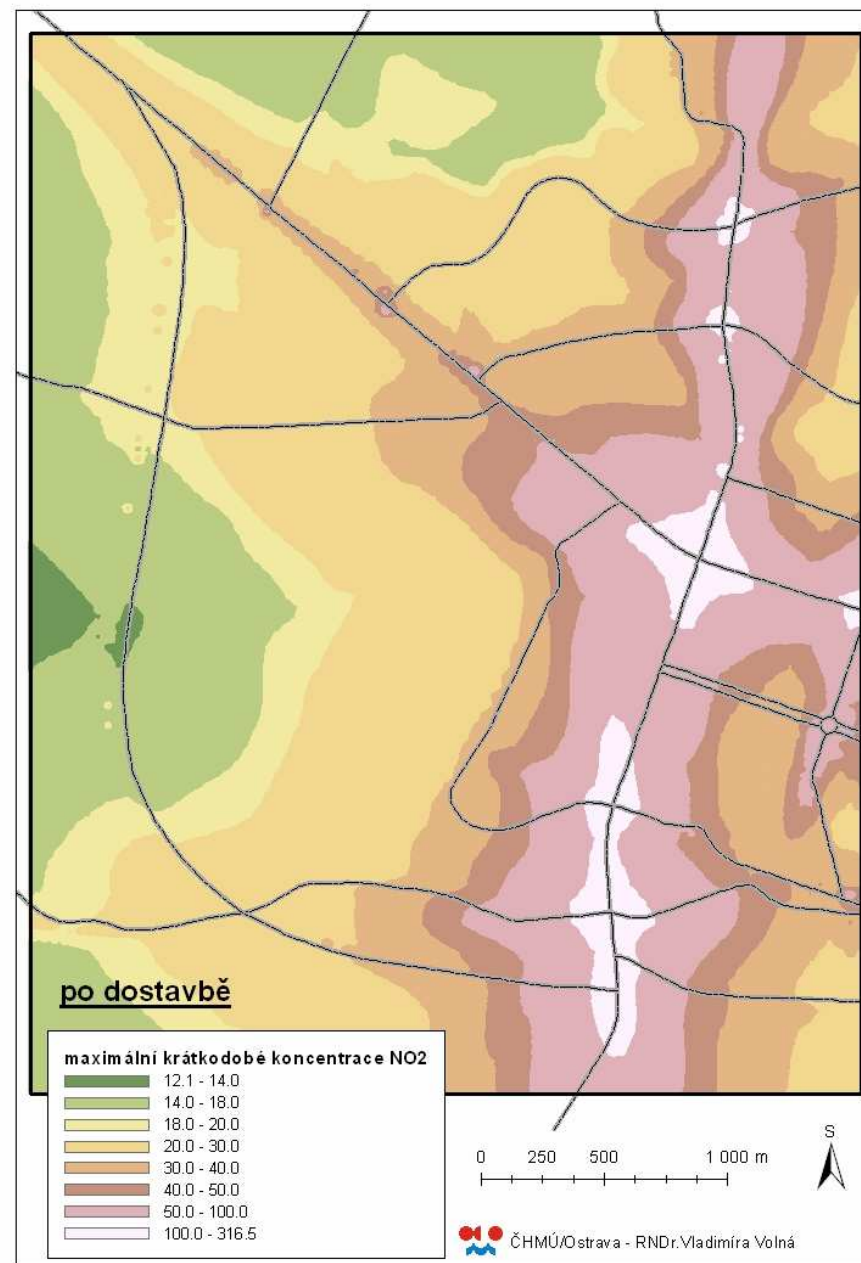 po dostavbě
maximální krátkodobé koncentrace NO2
12.1 - 14.0
14.0 - 18.0
18.0 - 20.0
20.0 - 30.0
30.0 - 40.0
40.0 - 50.0
50.0 - 100.0
100.0 - 316.5
0 250 500 1 000 m
S
ČHMÚ/Ostrava - RNDr.Vladimíra Volná